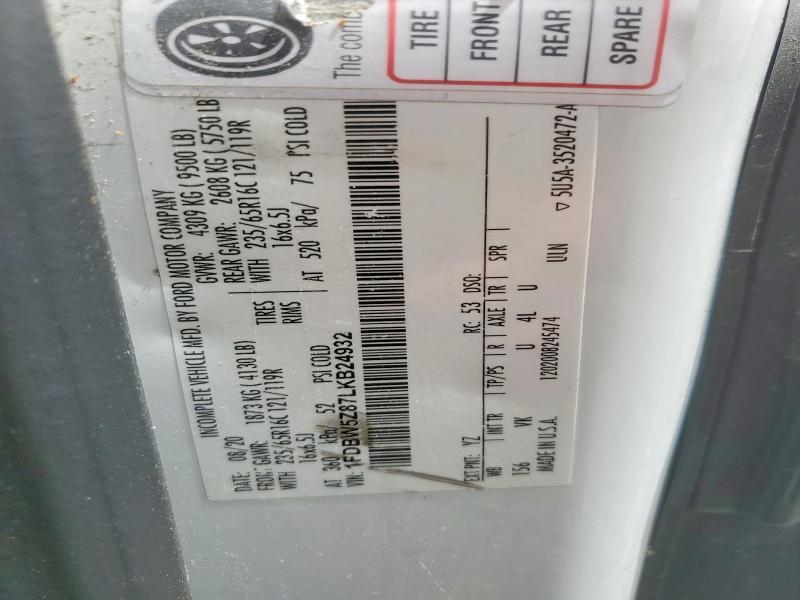 The comic
TIRE
FRONT
REAR
SPARE
INCOMPLETE VEHICLE MFD. BY FORD MOTOR COMPANY
DATE: 08/20 GVWR: 4309 KG ( 9500 LB)
FRONT GAWR: 1873 KG ( 4130 LB) REAR GAWR: 2608 KG ( 5750 LB
WITH 235/65R16C 121/119R TIRES WITH 235/65R16C 121/119R
16x6.5J RIMS 16x6.5J
AT 360 kPa/ 52 PSI COLD AT 520 kPa/ 75 PSI COLD
VIN: 1FDBW5Z87LKB24932
EXT PNT: YZ RC: 53 DSO:
WB INT TR TP/PS R AXLE TR SPR
156 VK U 4L U
MADE IN U.S.A. 1202008245474 ULN ▽ 5U5A-3520472-A